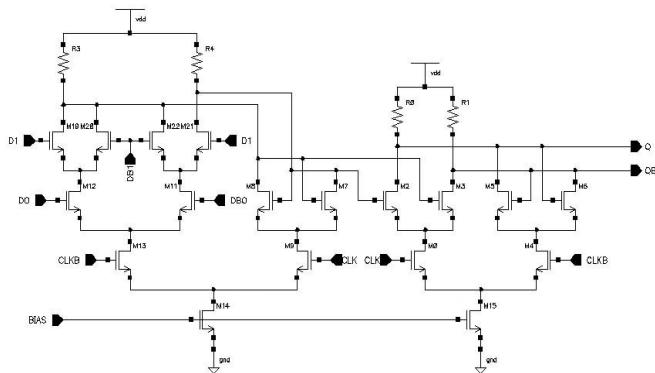 vdd
R3
R4
vdd
R0
R1
D1
M19
M20
M22
M21
D1
Q
DB1
QB
M12
M11
M8
M7
M2
M3
M5
M6
D0
DB0
M13
M9
M0
M4
CLKB
CLK
CLK
CLKB
M14
M15
BIAS
gnd
gnd